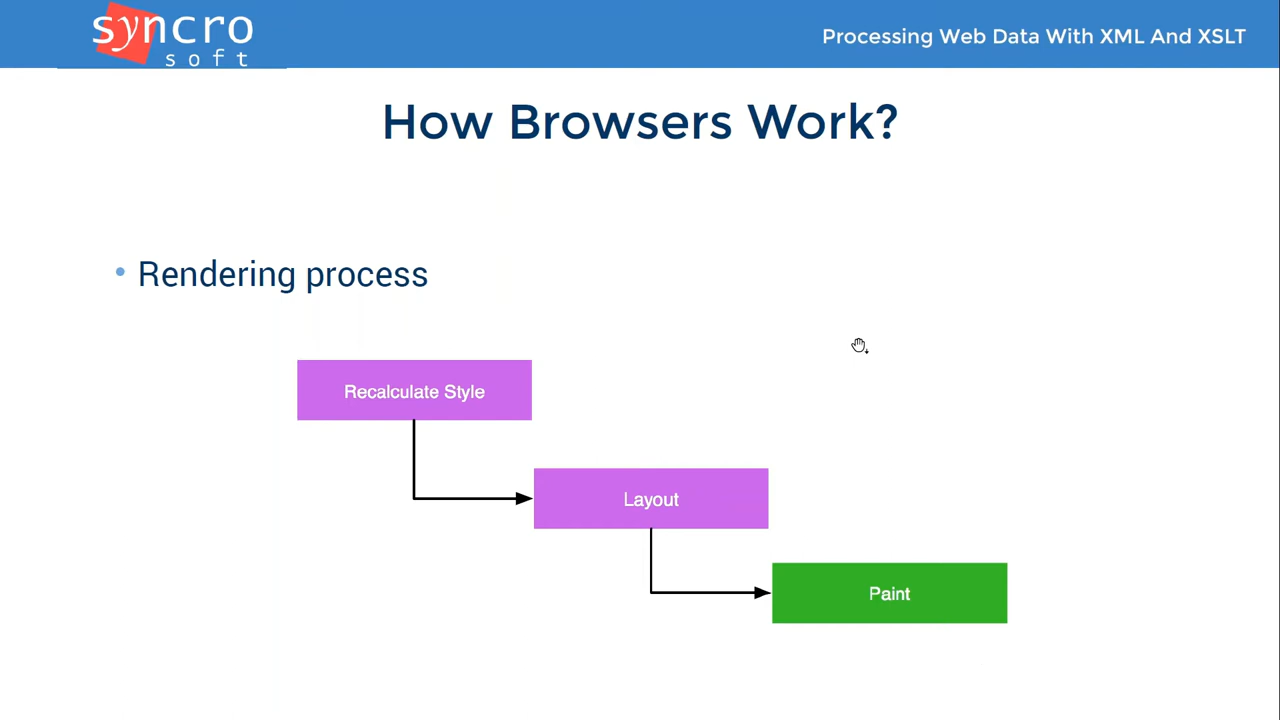 syncro
soft
Processing Web Data With XML And XSLT
How Browsers Work?
• Rendering process
Recalculate Style
Layout
Paint